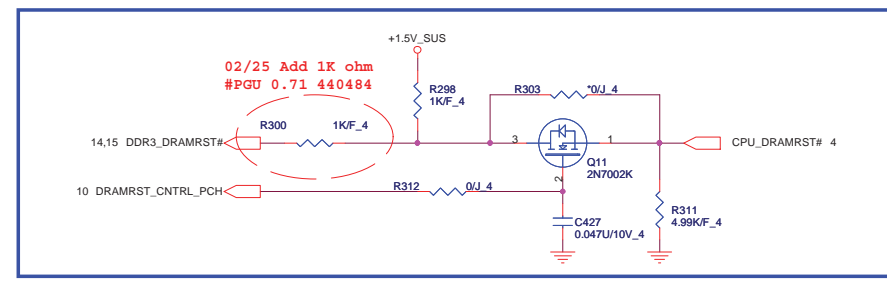 +1.5V_SUS
02/25 Add 1K ohm
#PGU 0.71 440484
R298
1K/F_4
R303 *0/J_4
R300 1K/F_4
14,15 DDR3_DRAMRST#
3
1
CPU_DRAMRST# 4
Q11
2N7002K
2
10 DRAMRST_CNTRL_PCH
R312 0/J_4
C427
0.047U/10V_4
R311
4.99K/F_4